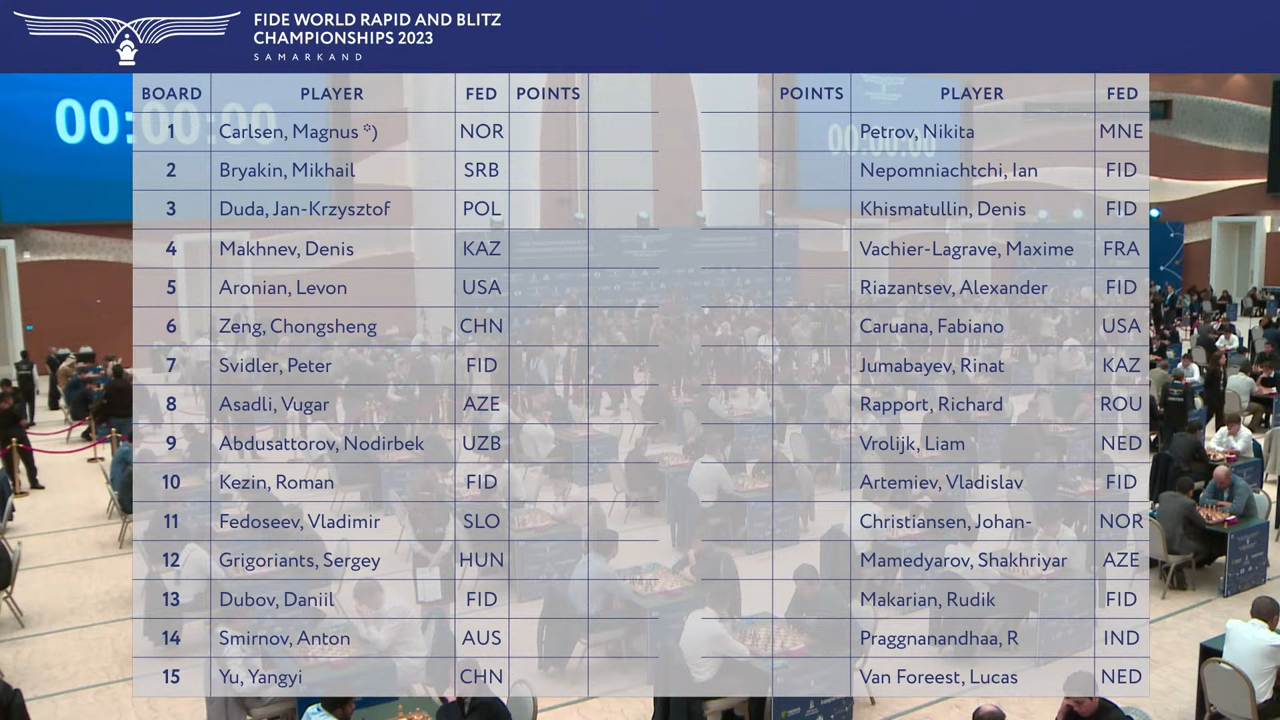 FIDE WORLD RAPID AND BLITZ
CHAMPIONSHIPS 2023
SAMARKAND
BOARD PLAYER FED POINTS POINTS PLAYER FED
00:00:00
00:00:00
1 Carlsen, Magnus *) NOR Petrov, Nikita MNE
2 Bryakin, Mikhail SRB Nepomniachtchi, Ian FID
3 Duda, Jan-Krzysztof POL Khismatullin, Denis FID
4 Makhnev, Denis KAZ Vachier-Lagrave, Maxime FRA
5 Aronian, Levon USA Riazantsev, Alexander FID
6 Zeng, Chongsheng CHN Caruana, Fabiano USA
7 Svidler, Peter FID Jumabayev, Rinat KAZ
8 Asadli, Vugar AZE Rapport, Richard ROU
9 Abdusattorov, Nodirbek UZB Vrolijk, Liam NED
10 Kezin, Roman FID Artemiev, Vladislav FID
11 Fedoseev, Vladimir SLO Christiansen, Johan- NOR
12 Grigoriants, Sergey HUN Mamedyarov, Shakhriyar AZE
13 Dubov, Daniil FID Makarian, Rudik FID
14 Smirnov, Anton AUS Praggnanandhaa, R IND
15 Yu, Yangyi CHN Van Foreest, Lucas NED